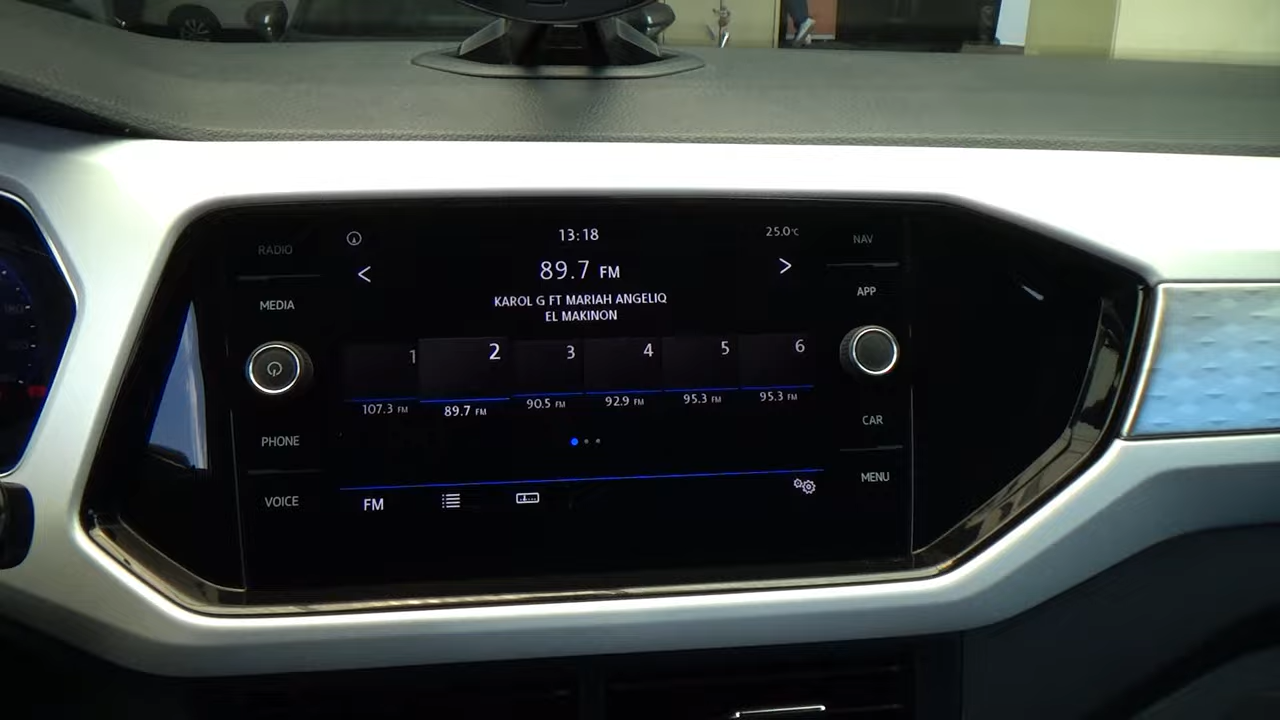 RADIO
MEDIA
PHONE
VOICE
13:18
25.0°C
< 89.7 FM >
KAROL G FT MARIAH ANGELIQ
EL MAKINON
1 2 3 4 5 6
107.3 FM 89.7 FM 90.5 FM 92.9 FM 95.3 FM 95.3 FM
FM
NAV
APP
CAR
MENU